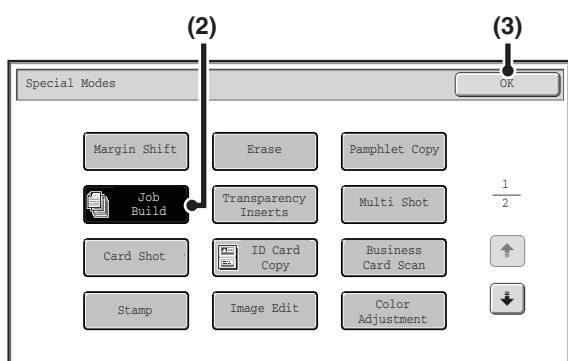 (2)
(3)
Special Modes
OK
Margin Shift
Erase
Pamphlet Copy
Job
Build
Transparency
Inserts
Multi Shot
1
2
Card Shot
ID Card
Copy
Business
Card Scan
Stamp
Image Edit
Color
Adjustment